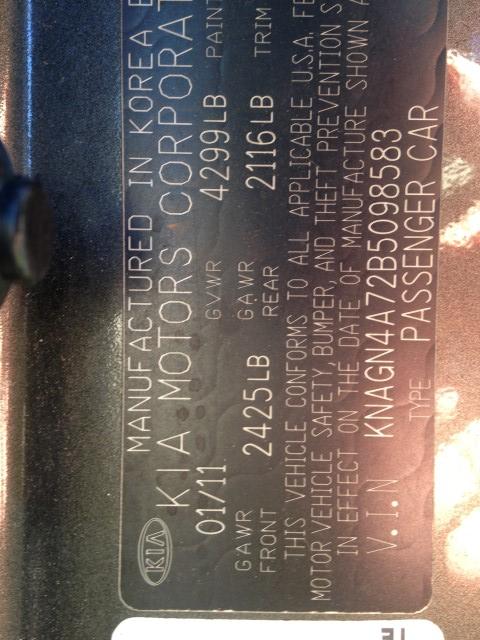 MANUFACTURED IN KOREA
KIA KIA MOTORS
01/11 GVWR 4299LB PAINT
GAWR FRONT 2425LB GAWR REAR 2116LB TRIM
THIS VEHICLE CONFORMS TO ALL APPLICABLE U.S.A.
MOTOR VEHICLE SAFETY, BUMPER, AND THEFT PREVENTION
IN EFFECT ON THE DATE OF MANUFACTURE SHOWN
V.I.N KNAGN4A72B5098583
TYPE PASSENGER CAR